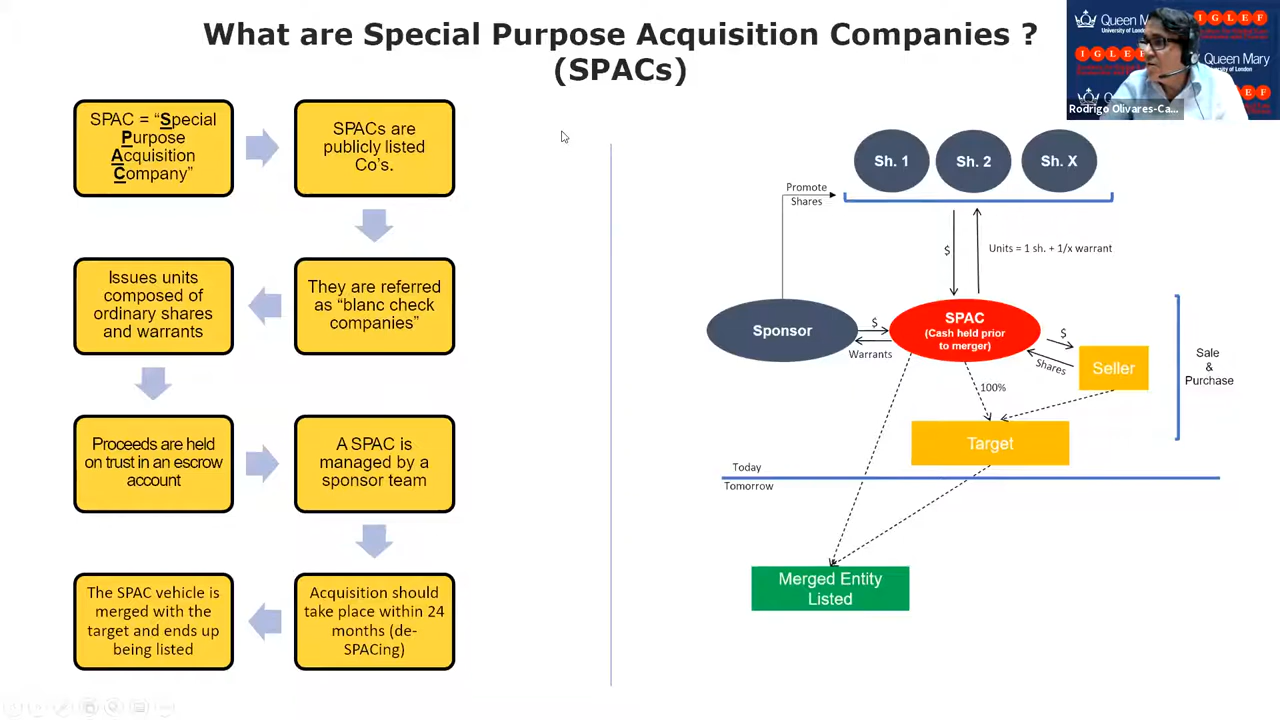 What are Special Purpose Acquisition Companies ?
(SPACs)
SPAC = “Special
Purpose
Acquisition
Company”
SPACs are
publicly listed
Co’s.
They are referred
as “blanc check
companies”
Issues units
composed of
ordinary shares
and warrants
Proceeds are held
on trust in an escrow
account
A SPAC is
managed by a
sponsor team
Acquisition should
take place within 24
months (de-
SPACing)
The SPAC vehicle is
merged with the
target and ends up
being listed
Sh. 1
Sh. 2
Sh. X
Promote
Shares
$
Units = 1 sh. + 1/x warrant
Sponsor
$
Warrants
SPAC
(Cash held prior
to merger)
$
Shares
Seller
Sale
&
Purchase
100%
Target
Today
Tomorrow
Merged Entity
Listed
Queen Mary
University of London
IGLEF
IGLEF
Queen Mary
University of London
Rodrigo Olivares-Ca...